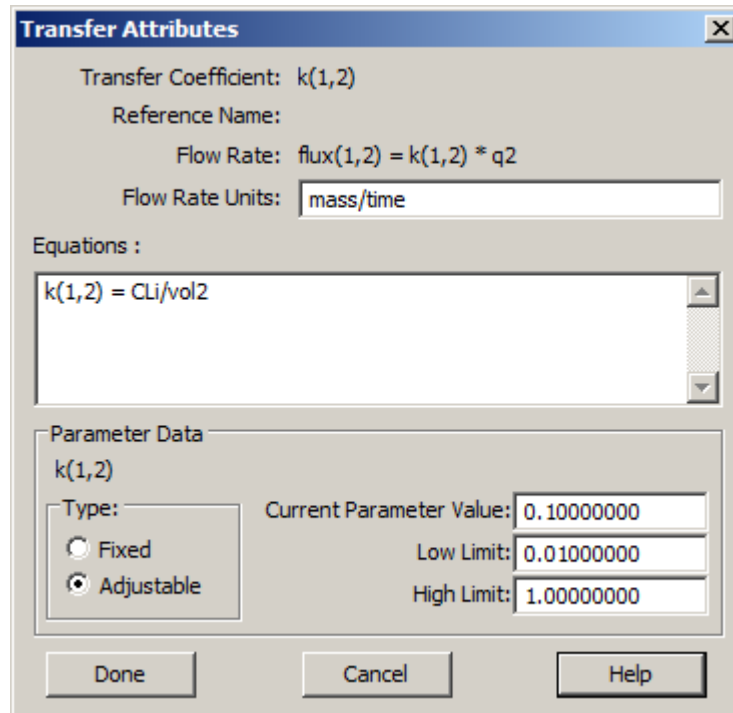 Transfer Attributes
Transfer Coefficient: k(1,2)
Reference Name:
Flow Rate: flux(1,2) = k(1,2) * q2
Flow Rate Units: mass/time
Equations :
k(1,2) = CLi/vol2
Parameter Data
k(1,2)
Type:
Fixed
Adjustable
Current Parameter Value: 0.10000000
Low Limit: 0.01000000
High Limit: 1.00000000
Done Cancel Help